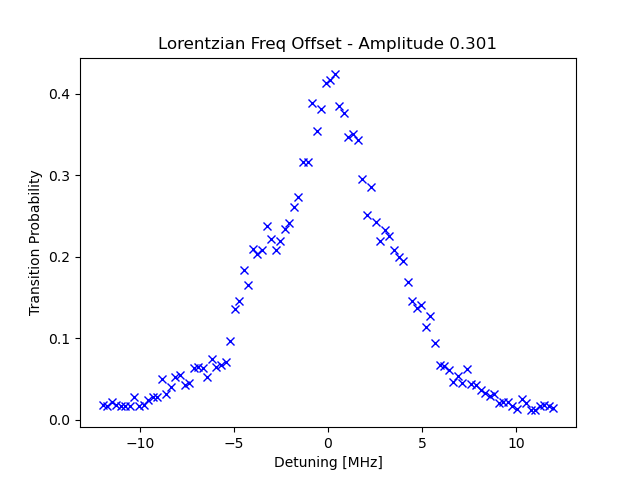 Lorentzian Freq Offset - Amplitude 0.301
Transition Probability
0.4
0.3
0.2
0.1
0.0
−10 −5 0 5 10
Detuning [MHz]